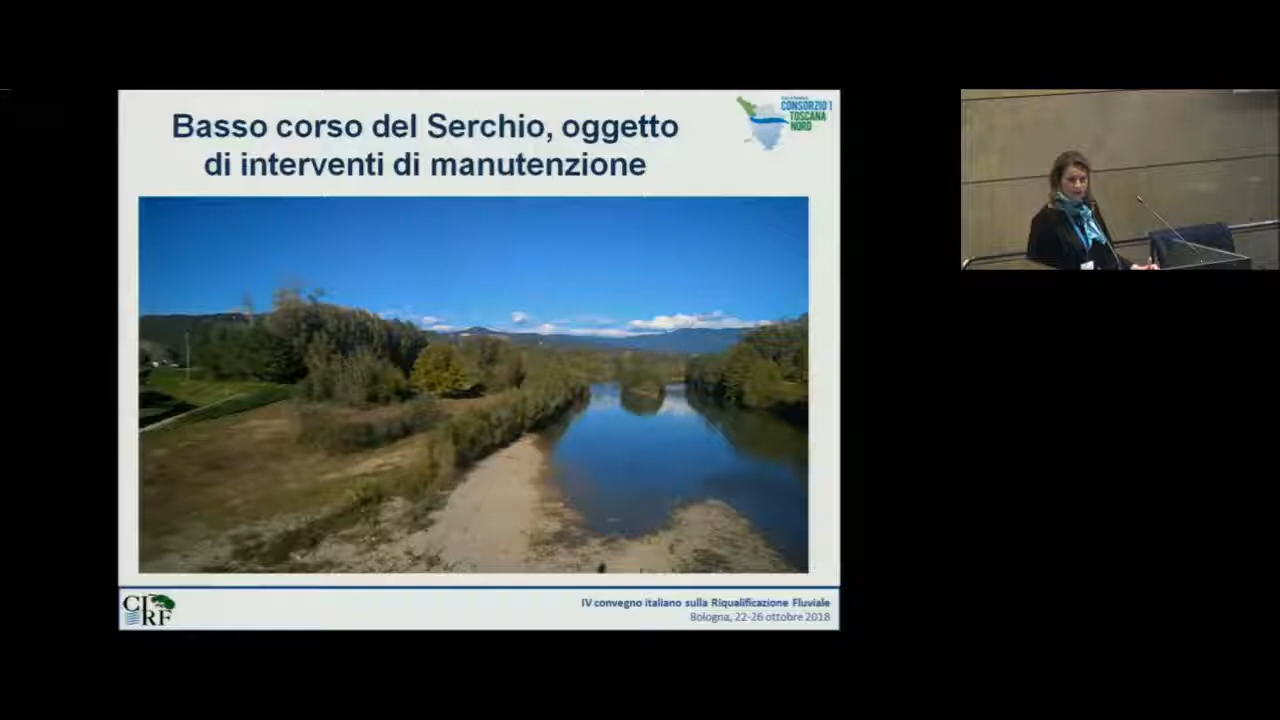 Basso corso del Serchio, oggetto
di interventi di manutenzione
CONSORZIO 1
TOSCANA
NORD
CIRF
IV convegno italiano sulla Riqualificazione Fluviale
Bologna, 22-26 ottobre 2018